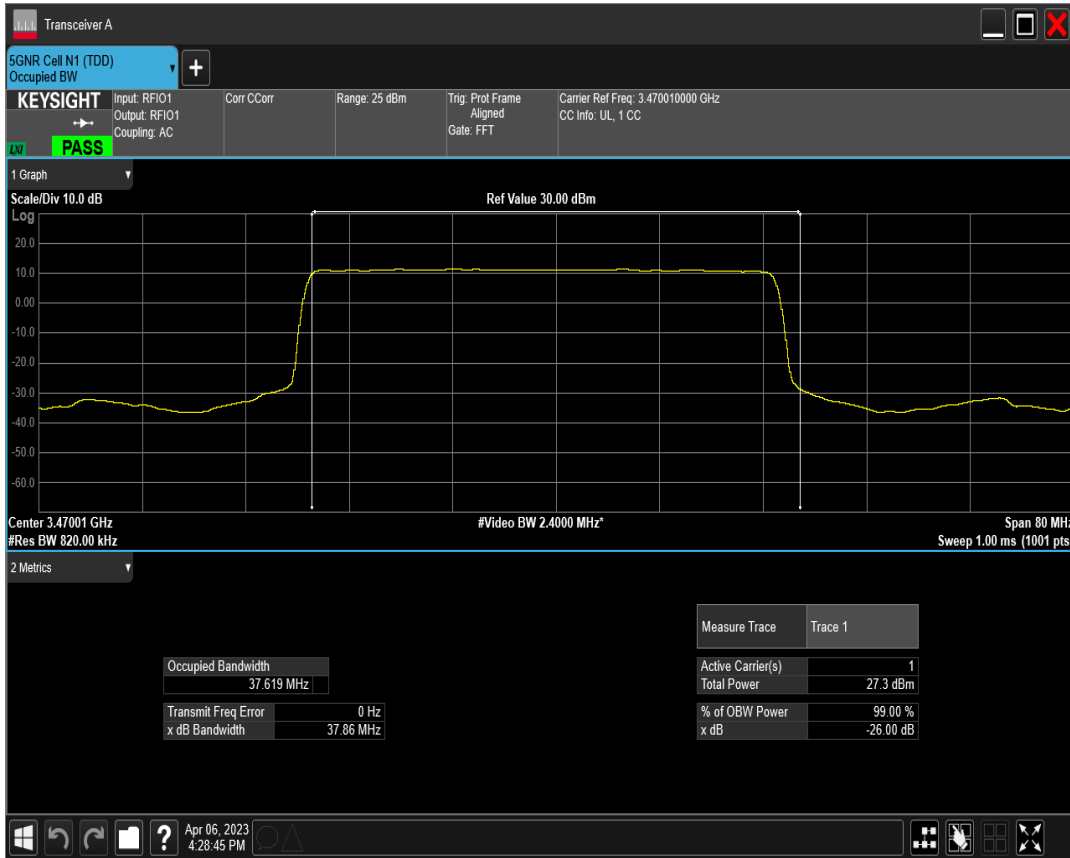 Transceiver A
5GNR Cell N1 (TDD)
Occupied BW
+
KEYSIGHT
LXI
PASS
Input: RFIO1
Output: RFIO1
Coupling: AC
Corr CCorr
Range: 25 dBm
Trig: Prot Frame
Aligned
Gate: FFT
Carrier Ref Freq: 3.470010000 GHz
CC Info: UL, 1 CC
1 Graph
Scale/Div 10.0 dB
Ref Value 30.00 dBm
Log
20.0
10.0
0.00
-10.0
-20.0
-30.0
-40.0
-50.0
-60.0
Center 3.47001 GHz
#Video BW 2.4000 MHz*
Span 80 MHz
#Res BW 820.00 kHz
Sweep 1.00 ms (1001 pts
2 Metrics
Measure Trace Trace 1
Occupied Bandwidth
37.619 MHz
Active Carrier(s) 1
Total Power 27.3 dBm
Transmit Freq Error 0 Hz
x dB Bandwidth 37.86 MHz
% of OBW Power 99.00 %
x dB -26.00 dB
?
Apr 06, 2023
4:28:45 PM